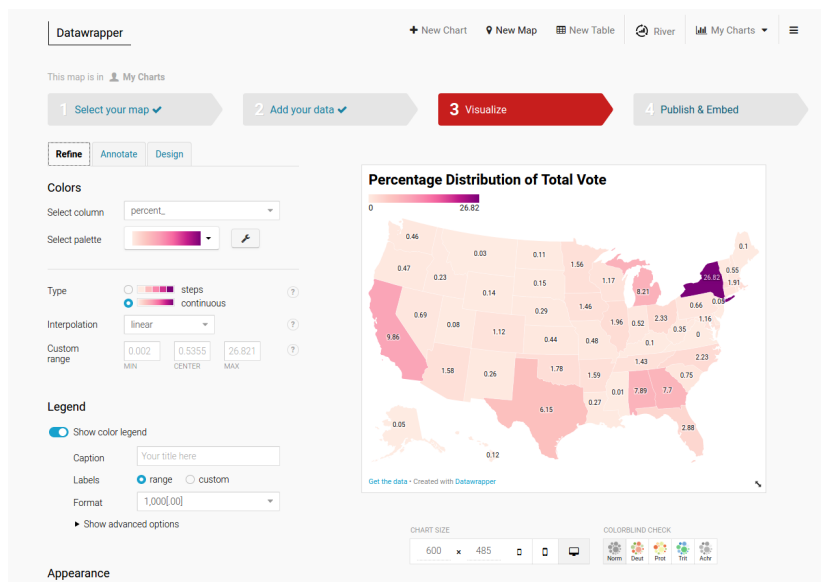 Datawrapper
New Chart
New Map
New Table
River
My Charts
This map is in My Charts
1 Select your map
2 Add your data
3 Visualize
4 Publish & Embed
Refine
Annotate
Design
Colors
Select column
percent_
Select palette
Type
steps
continuous
?
Interpolation
linear
?
Custom range
0.002
0.5355
26.821
?
MIN
CENTER
MAX
Legend
Show color legend
Caption
Your title here
Labels
range
custom
Format
1,000[.00]
Show advanced options
Appearance
Percentage Distribution of Total Vote
0
26.82
0.46
0.03
0.11
1.56
0.1
0.47
0.23
0.14
0.15
1.17
8.21
26.82
0.55
1.91
0.69
0.08
0.29
1.46
0.66
0.05
9.86
1.12
0.44
0.48
1.96
0.52
2.33
0.35
1.16
0
0.1
1.58
0.26
1.78
1.59
1.43
2.23
0.75
6.15
0.27
0.01
7.89
7.7
0.05
0.12
2.88
Get the data • Created with Datawrapper
CHART SIZE
600
x
485
COLORBLIND CHECK
Norm
Deut
Prot
Trit
Achr